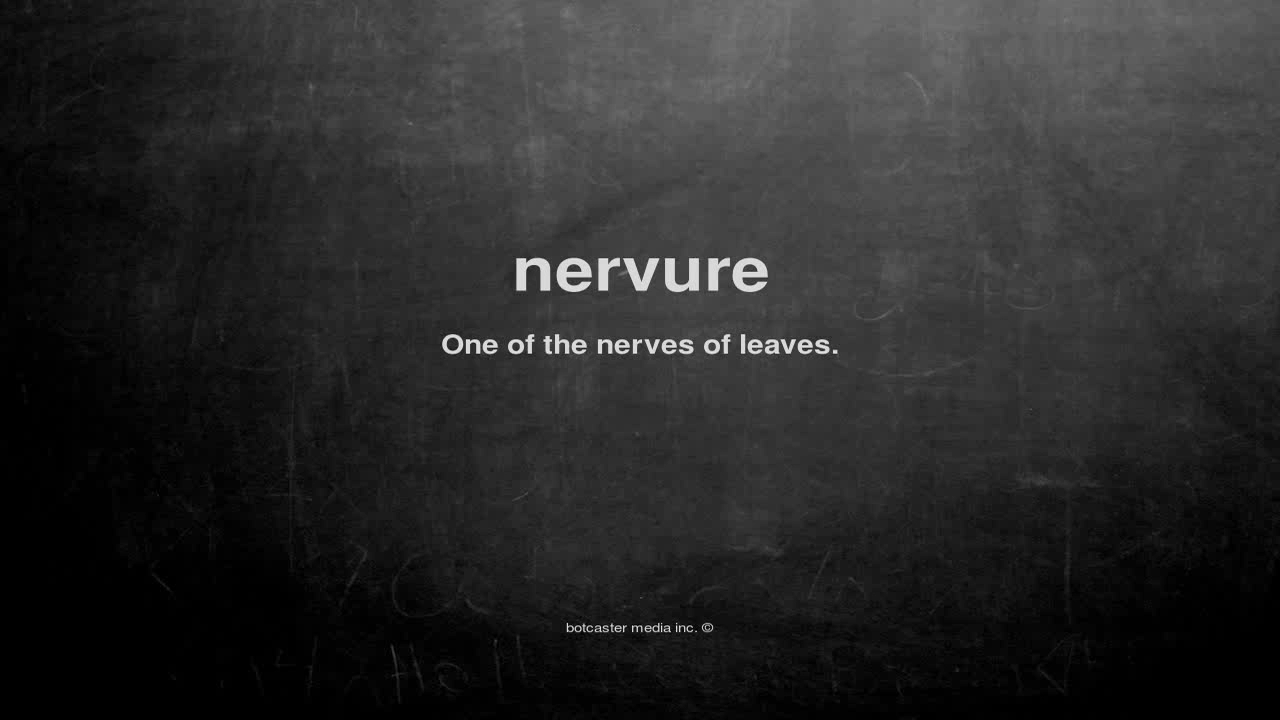 nervure
One of the nerves of leaves.
botcaster media inc. ©